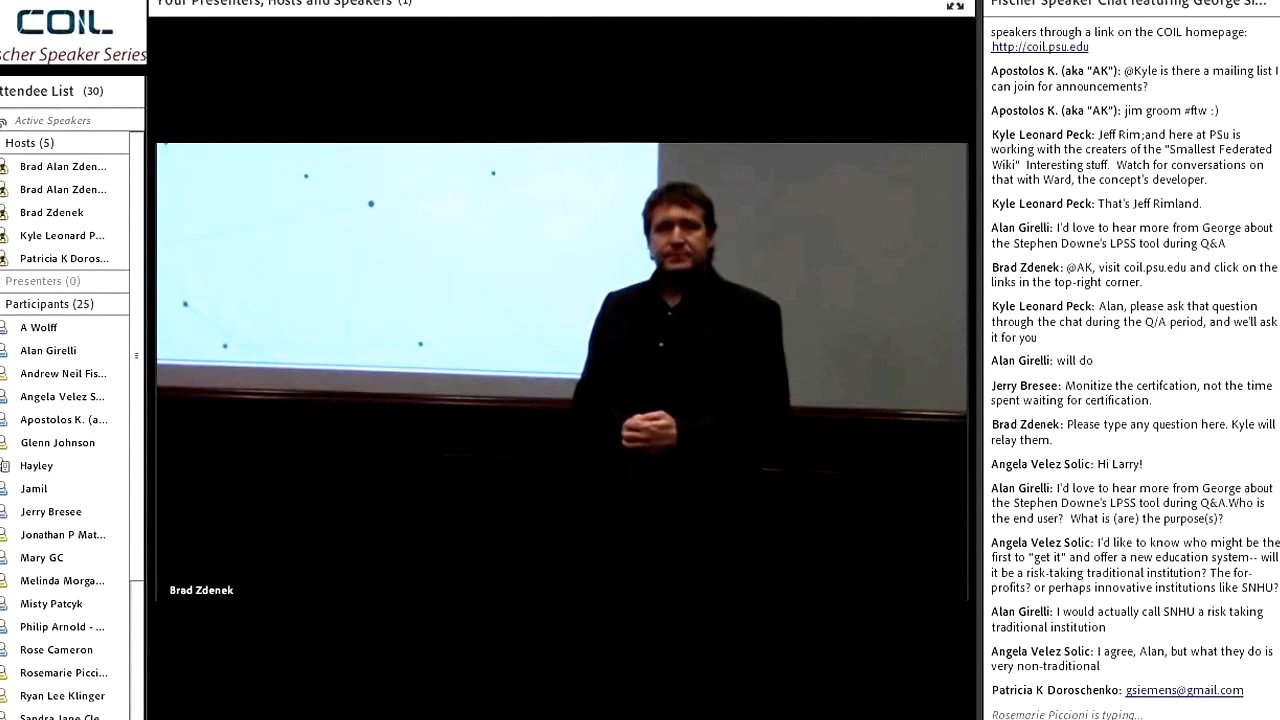 COIL
scher Speaker Series
ttendee List (30)
Active Speakers
Hosts (5)
Brad Alan Zden...
Brad Alan Zden...
Brad Zdenek
Kyle Leonard P...
Patricia K Doros...
Presenters (0)
Participants (25)
A Wolff
Alan Girelli
Andrew Neil Fis...
Angela Velez S...
Apostolos K. (a...
Glenn Johnson
Hayley
Jamil
Jerry Bresee
Jonathan P Mat...
Mary GC
Melinda Morga...
Misty Patcyk
Philip Arnold - ...
Rose Cameron
Rosemarie Picci...
Ryan Lee Klinger
Sandra Jane Cle...
Your Presenters, Hosts and Speakers (1)
Brad Zdenek
Fischer Speaker Chat featuring George Si...
speakers through a link on the COIL homepage:
http://coil.psu.edu
Apostolos K. (aka "AK"): @Kyle is there a mailing list I
can join for announcements?
Apostolos K. (aka "AK"): jim groom #ftw :)
Kyle Leonard Peck: Jeff Rim;and here at PSu is
working with the creators of the "Smallest Federated
Wiki" Interesting stuff. Watch for conversations on
that with Ward, the concept's developer.
Kyle Leonard Peck: That's Jeff Rimland.
Alan Girelli: I'd love to hear more from George about
the Stephen Downe's LPSS tool during Q&A
Brad Zdenek: @AK, visit coil.psu.edu and click on the
links in the top-right corner.
Kyle Leonard Peck: Alan, please ask that question
through the chat during the Q/A period, and we'll ask
it for you
Alan Girelli: will do
Jerry Bresee: Monitize the certifcation, not the time
spent waiting for certification.
Brad Zdenek: Please type any question here. Kyle will
relay them.
Angela Velez Solic: Hi Larry!
Alan Girelli: I'd love to hear more from George about
the Stephen Downe's LPSS tool during Q&A.Who is
the end user? What is (are) the purpose(s)?
Angela Velez Solic: I'd like to know who might be the
first to "get it" and offer a new education system-- will
it be a risk-taking traditional institution? The for-
profits? or perhaps innovative institutions like SNHU?
Alan Girelli: I would actually call SNHU a risk taking
traditional institution
Angela Velez Solic: I agree, Alan, but what they do is
very non-traditional
Patricia K Doroschenko: gsiemens@gmail.com
Rosemarie Piccioni is typing...